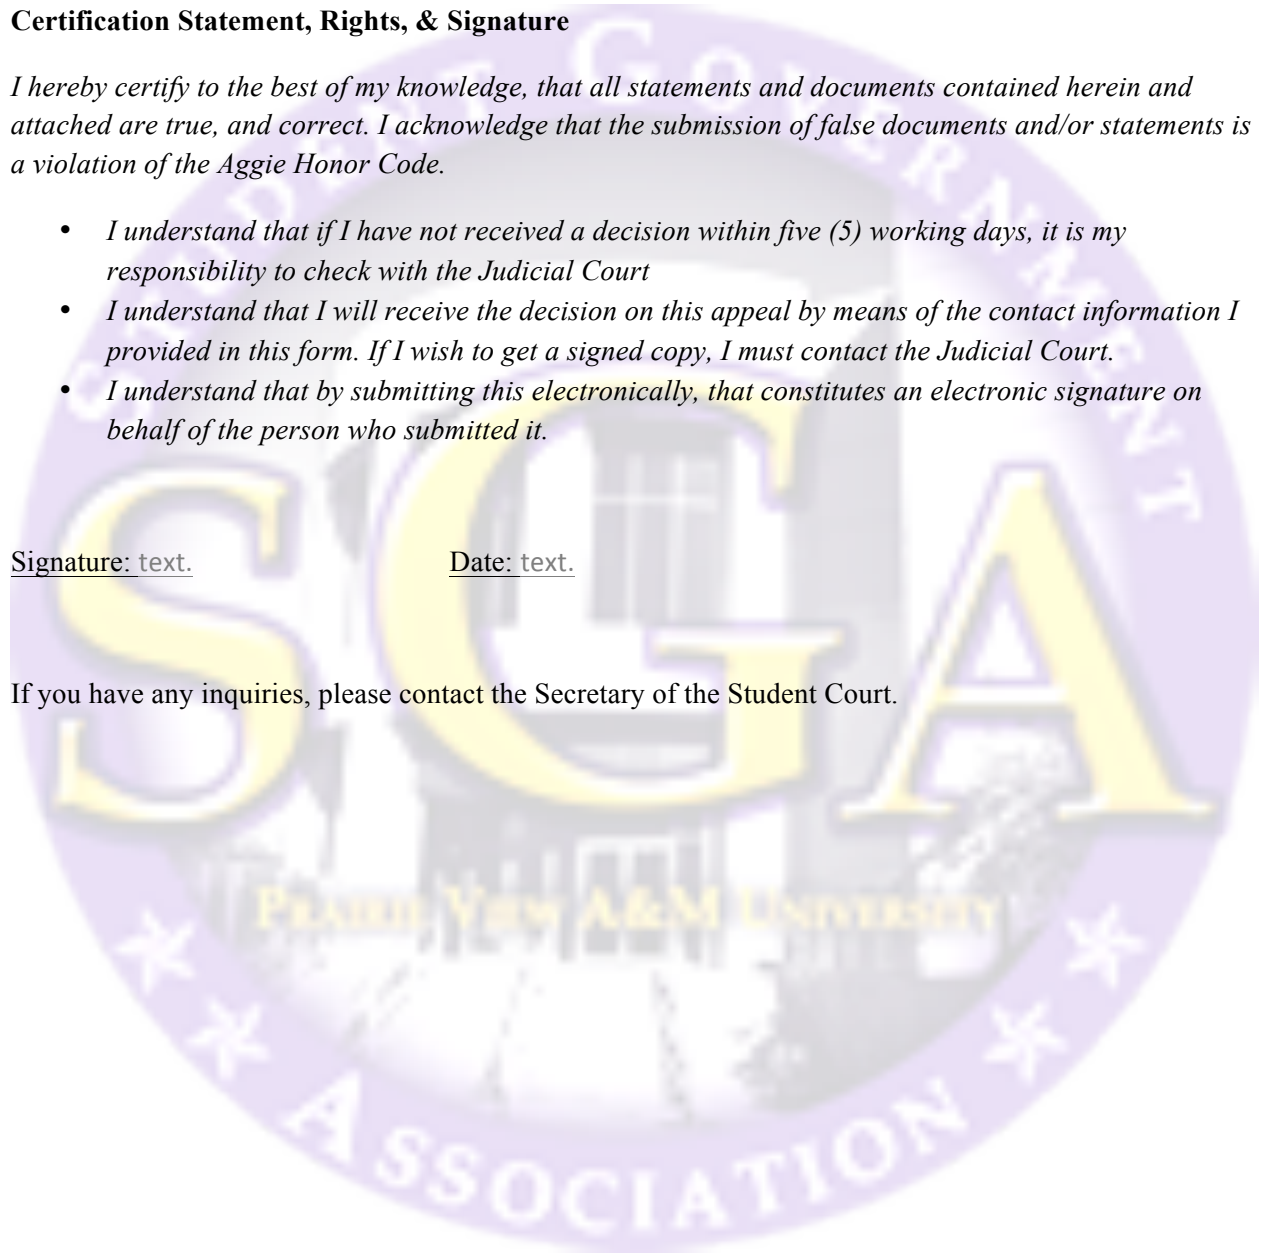 Certification Statement, Rights, & Signature
I hereby certify to the best of my knowledge, that all statements and documents contained herein and
attached are true, and correct. I acknowledge that the submission of false documents and/or statements is
a violation of the Aggie Honor Code.
• I understand that if I have not received a decision within five (5) working days, it is my
responsibility to check with the Judicial Court
• I understand that I will receive the decision on this appeal by means of the contact information I
provided in this form. If I wish to get a signed copy, I must contact the Judicial Court.
• I understand that by submitting this electronically, that constitutes an electronic signature on
behalf of the person who submitted it.
Signature: text. Date: text.
If you have any inquiries, please contact the Secretary of the Student Court.
STUDENT GOVERNMENT
SGA
PRAIRIE VIEW A&M UNIVERSITY
ASSOCIATION